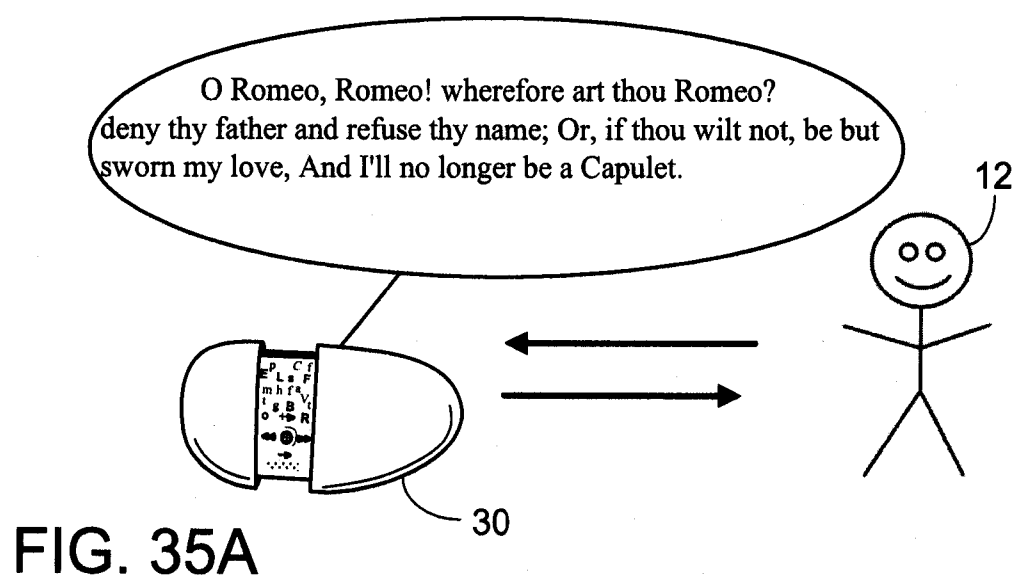 O Romeo, Romeo! wherefore art thou Romeo?
deny thy father and refuse thy name; Or, if thou wilt not, be but
sworn my love, And I'll no longer be a Capulet.
12
p C f
E L s F
m h f a
t g B V t
o R
30
FIG. 35A